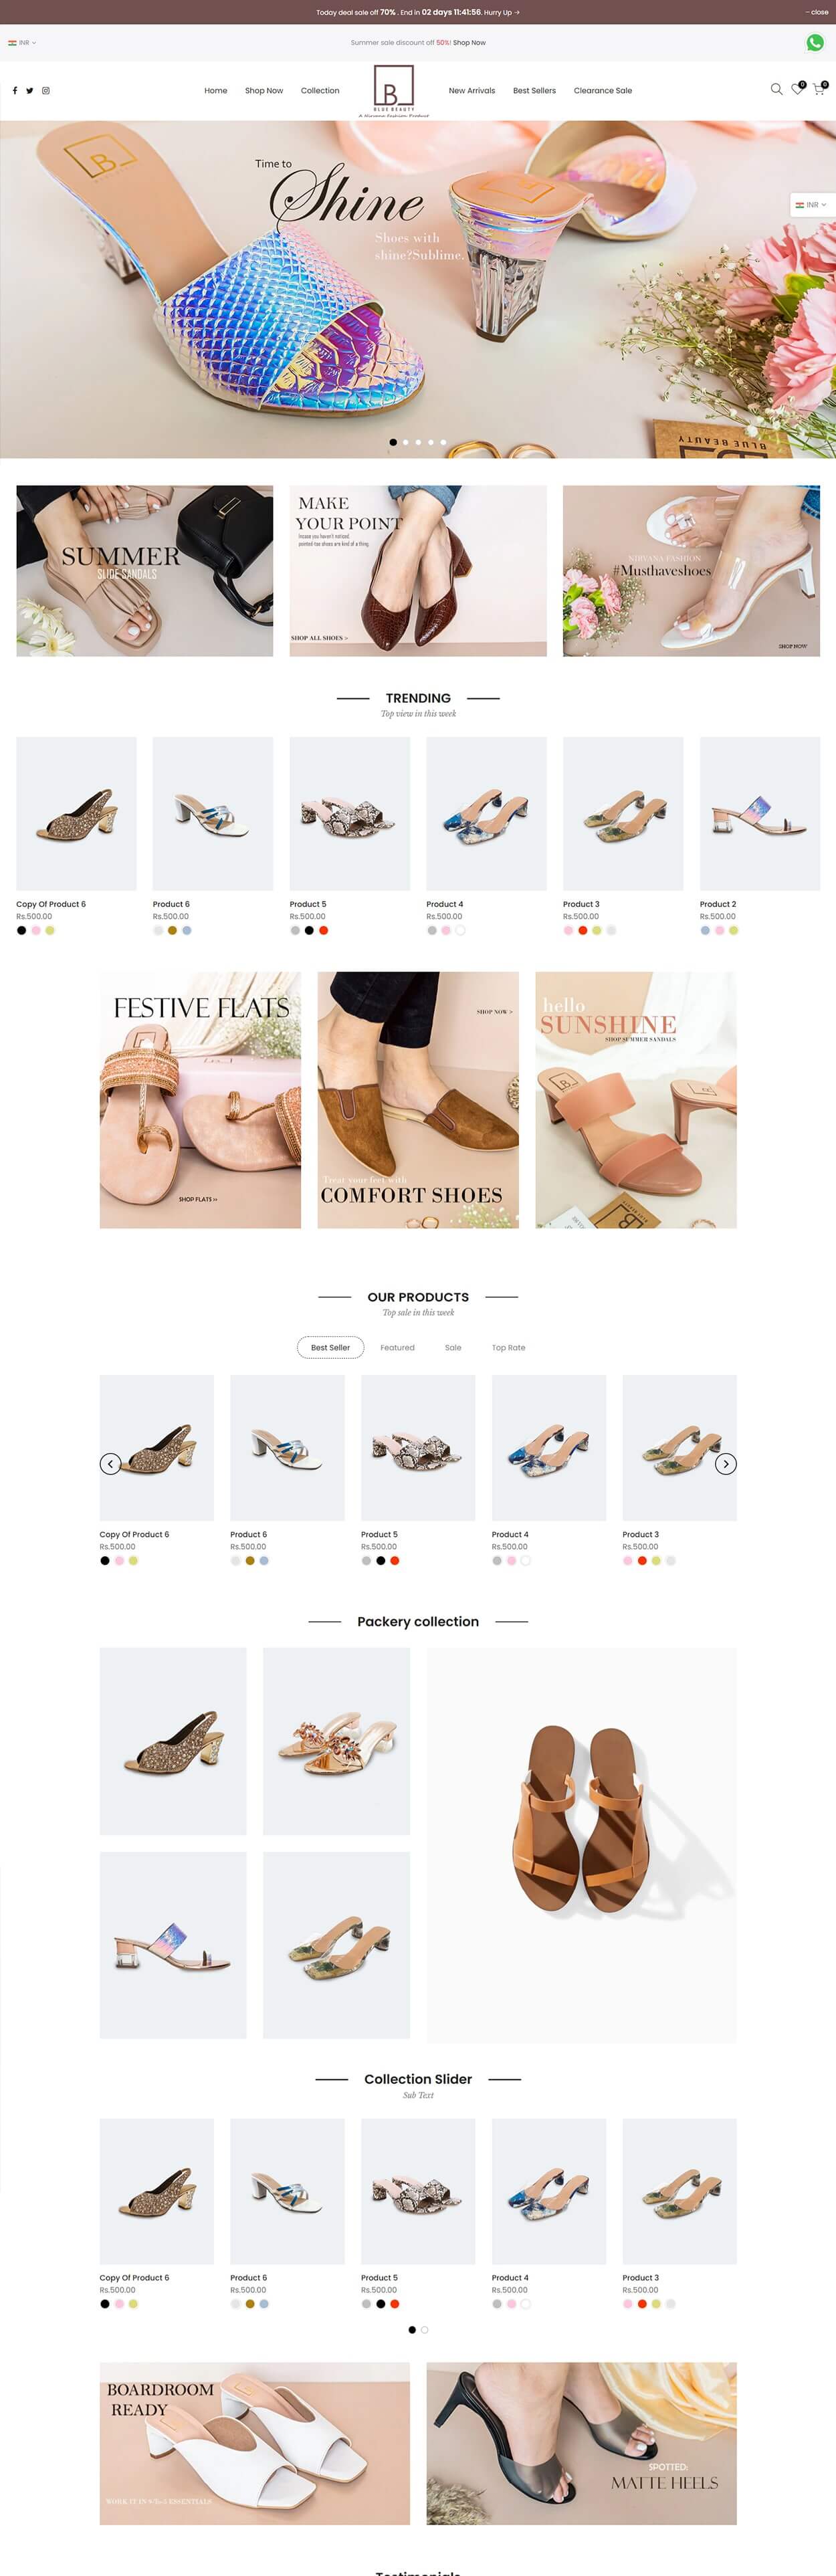 Today deal sale off 70% . End in 02 days 11:41:56. Hurry Up →
close
INR
Summer sale discount off 50%! Shop Now
Home
Shop Now
Collection
B_
BLUE BEAUTY
A Nirvana Fashion Product
New Arrivals
Best Sellers
Clearance Sale
0
0
Time to
Shine
Shoes with
shine?Sublime.
INR
BLUE BEAUTY
SUMMER
SLIDE SANDALS
MAKE
YOUR POINT
Incase you haven't noticed,
pointed toe shoes are kind of a thing.
SHOP ALL SHOES >
NIRVANA FASHION
#Musthaveshoes
SHOP NOW
TRENDING
Top view in this week
Copy Of Product 6
Rs.500.00
Product 6
Rs.500.00
Product 5
Rs.500.00
Product 4
Rs.500.00
Product 3
Rs.500.00
Product 2
Rs.500.00
FESTIVE FLATS
SHOP FLATS >>
SHOP NOW >
Treat your feet with
COMFORT SHOES
hello
SUNSHINE
SHOP SUMMER SANDALS
OUR PRODUCTS
Top sale in this week
Best Seller
Featured
Sale
Top Rate
Copy Of Product 6
Rs.500.00
Product 6
Rs.500.00
Product 5
Rs.500.00
Product 4
Rs.500.00
Product 3
Rs.500.00
Packery collection
Collection Slider
Sub Text
Copy Of Product 6
Rs.500.00
Product 6
Rs.500.00
Product 5
Rs.500.00
Product 4
Rs.500.00
Product 3
Rs.500.00
BOARDROOM
READY
WORK IT IN 9-to-5 ESSENTIALS
SPOTTED:
MATTE HEELS